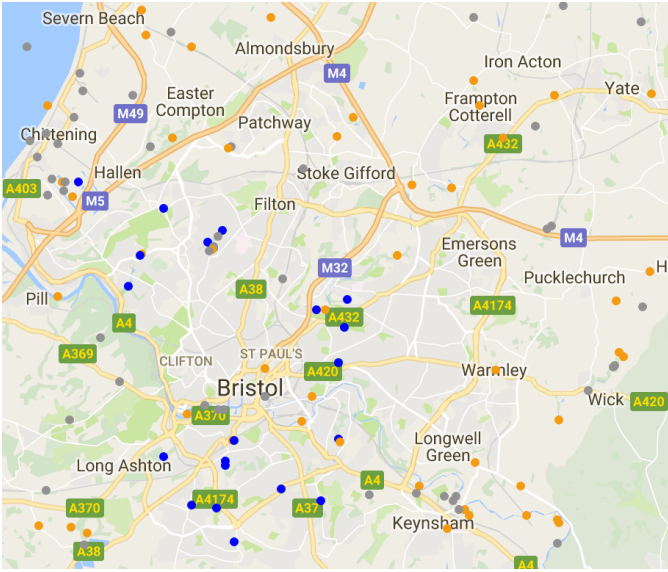 Severn Beach
Almondsbury
M4
Iron Acton
Easter
Compton
Yate
Frampton
Cotterell
M49
Patchway
Chittening
A432
Hallen
Stoke Gifford
A403
M5
Filton
M4
Emersons
Green
M32
Pucklechurch
H
A38
Pill
A4174
A4
A432
A369
CLIFTON
ST PAUL'S
A420
Warmley
Bristol
Wick
A420
A370
Longwell
Green
Long Ashton
A4
A4174
A370
A37
Keynsham
A38
A4